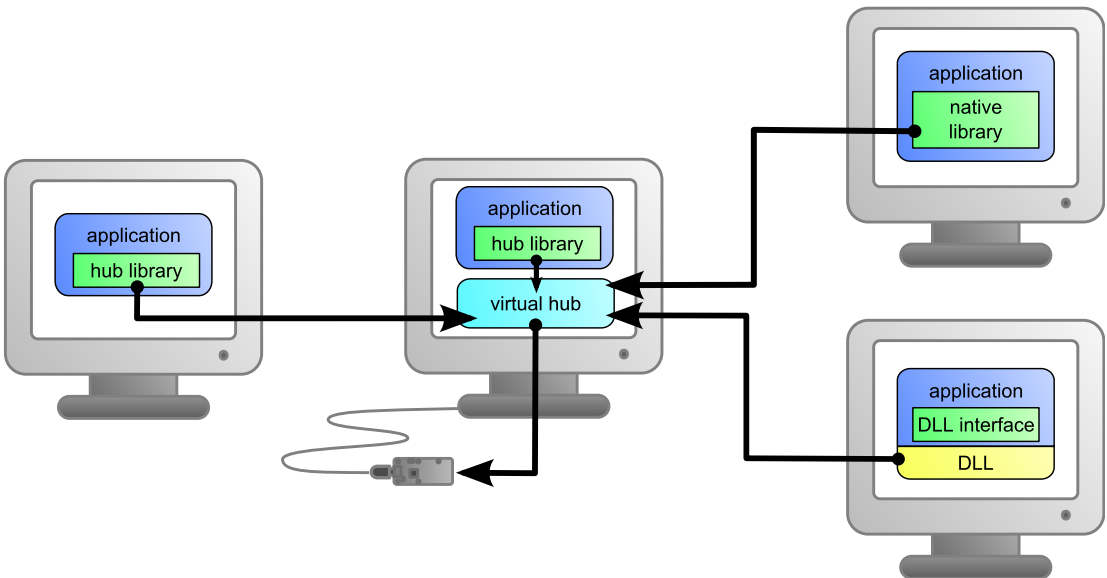 application
hub library
application
hub library
virtual hub
application
native
library
application
DLL interface
DLL